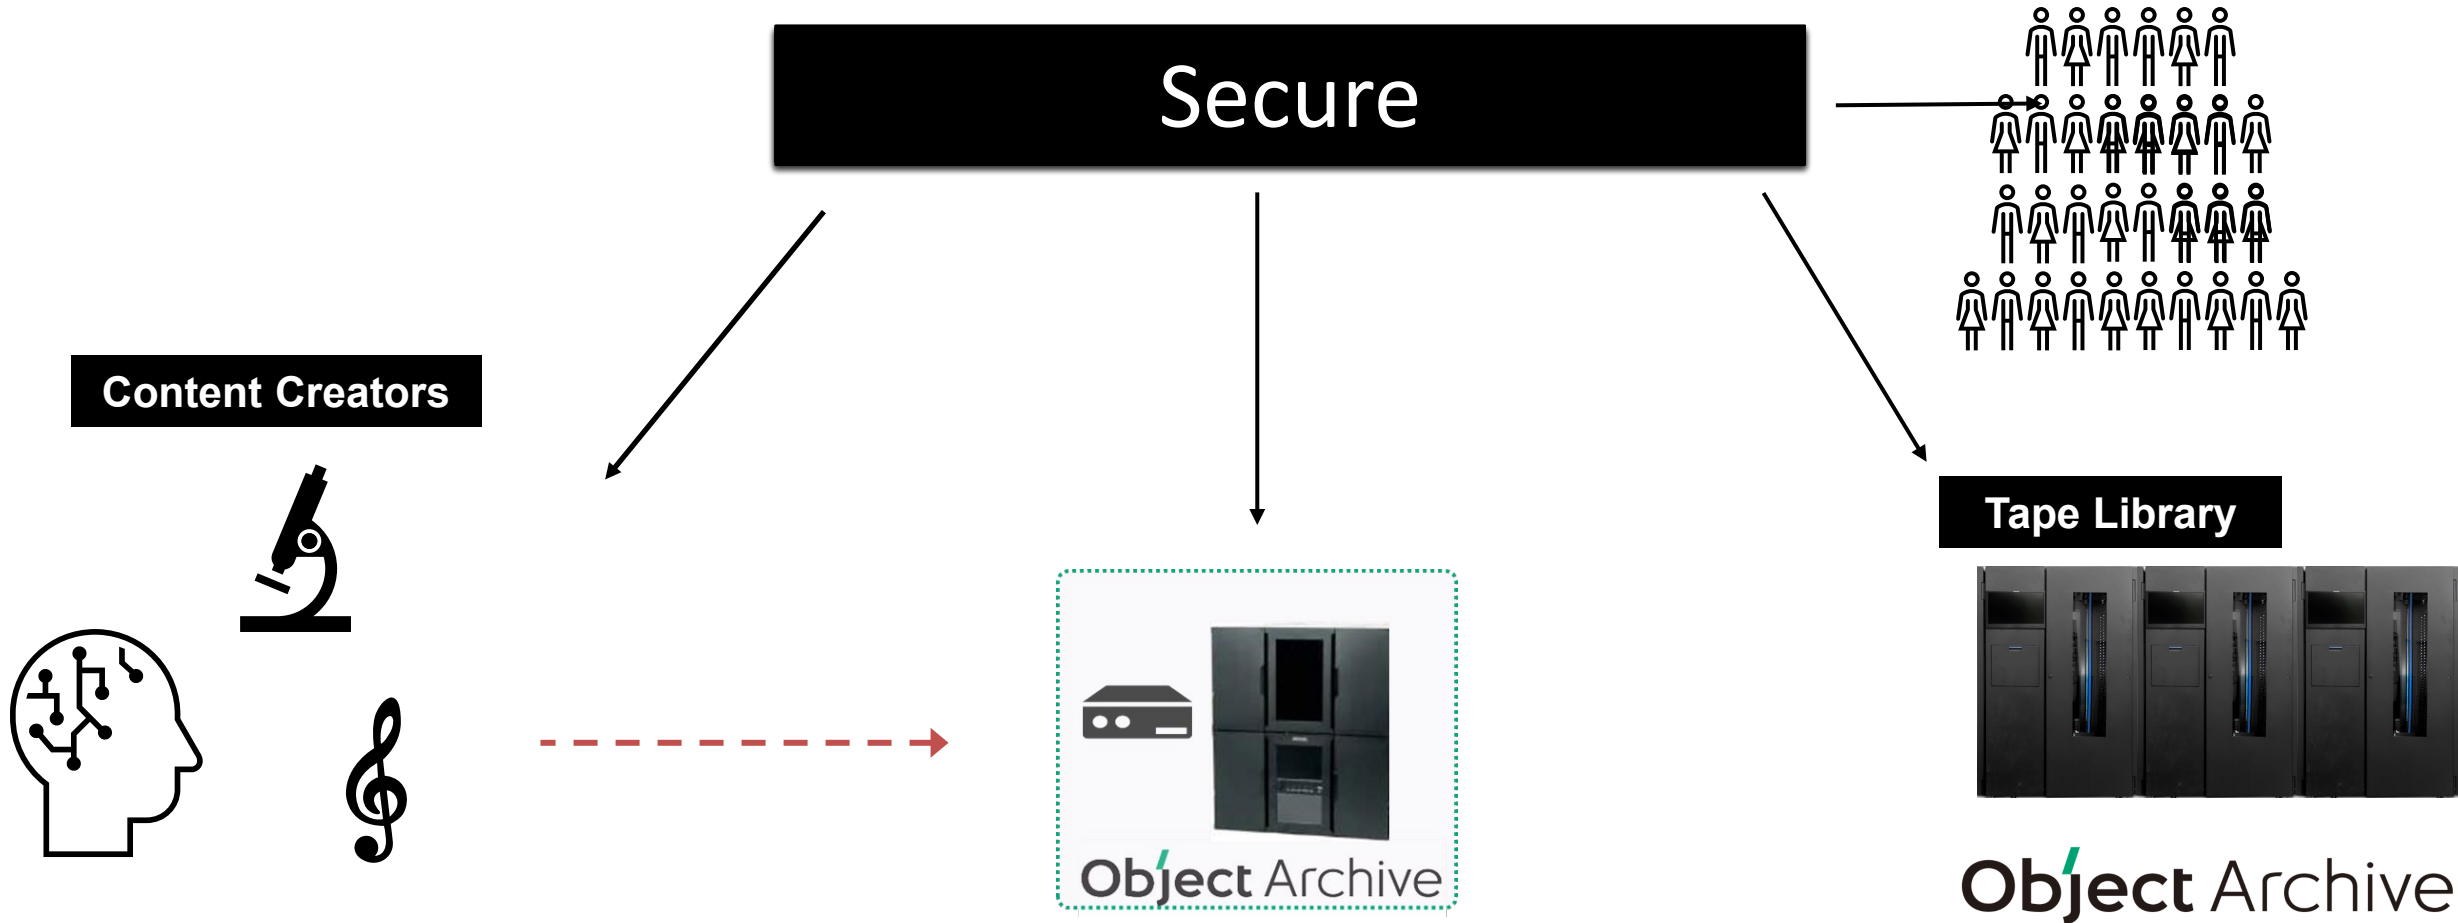 Secure
Content Creators
Tape Library
Object Archive
Object Archive